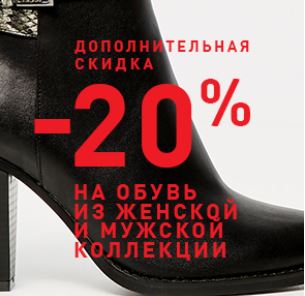 ДОПОЛНИТЕЛЬНАЯ
СКИДКА
-20%
НА ОБУВЬ
ИЗ ЖЕНСКОЙ
И МУЖСКОЙ
КОЛЛЕКЦИИ